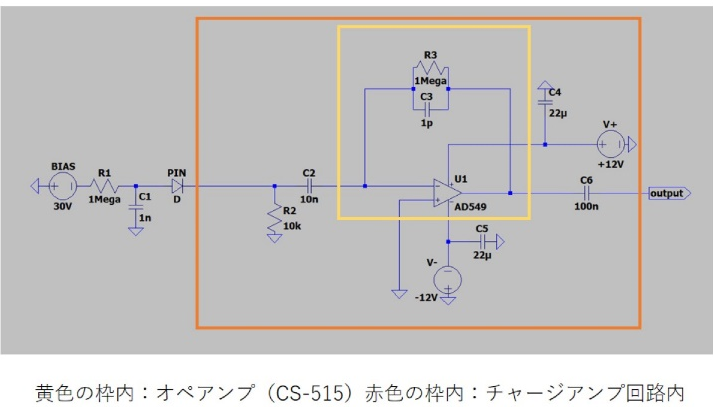 R3
1Mega
C3
1p
C4
22µ
V+
+12V
BIAS
30V
R1
1Mega
C1
1n
PIN
D
C2
10n
R2
10k
U1
AD549
C6
100n
output
C5
22µ
V-
-12V
黄色の枠内：オペアンプ（CS-515）赤色の枠内：チャージアンプ回路内